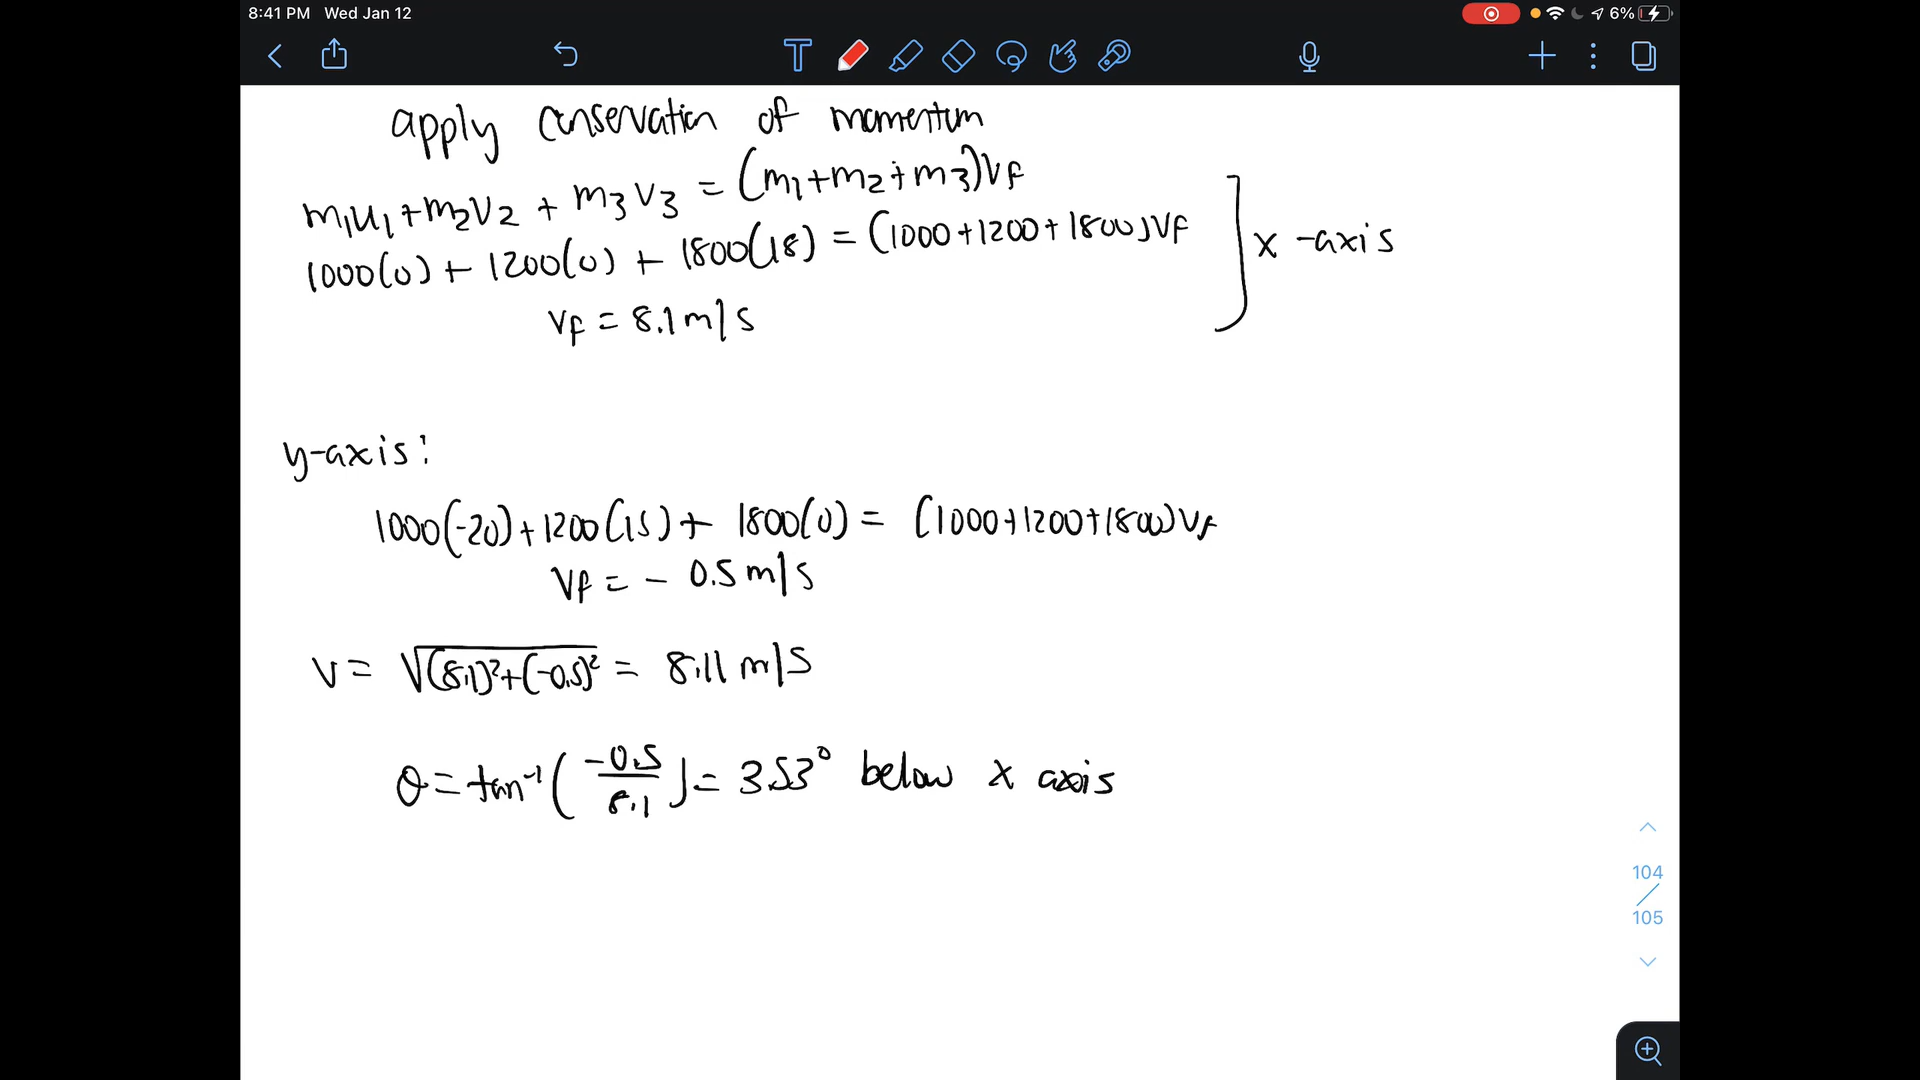 8:41 PM Wed Jan 12
6%
T
apply conservation of momentum
m1u1+m2v2 + m3v3 = (m1+m2+m3)vf
1000(0) + 1200(0) + 1800(18) = (1000+1200+1800)vf
x-axis
vf = 8.1 m/s
y-axis:
1000(-20)+1200(15)+ 1800(0) = (1000+1200+1800)vf
vf = - 0.5 m/s
v = √(8.1)²+(-0.5)² = 8.11 m/s
θ = tan⁻¹(-0.5/8.1) = 3.53° below x axis
104
105